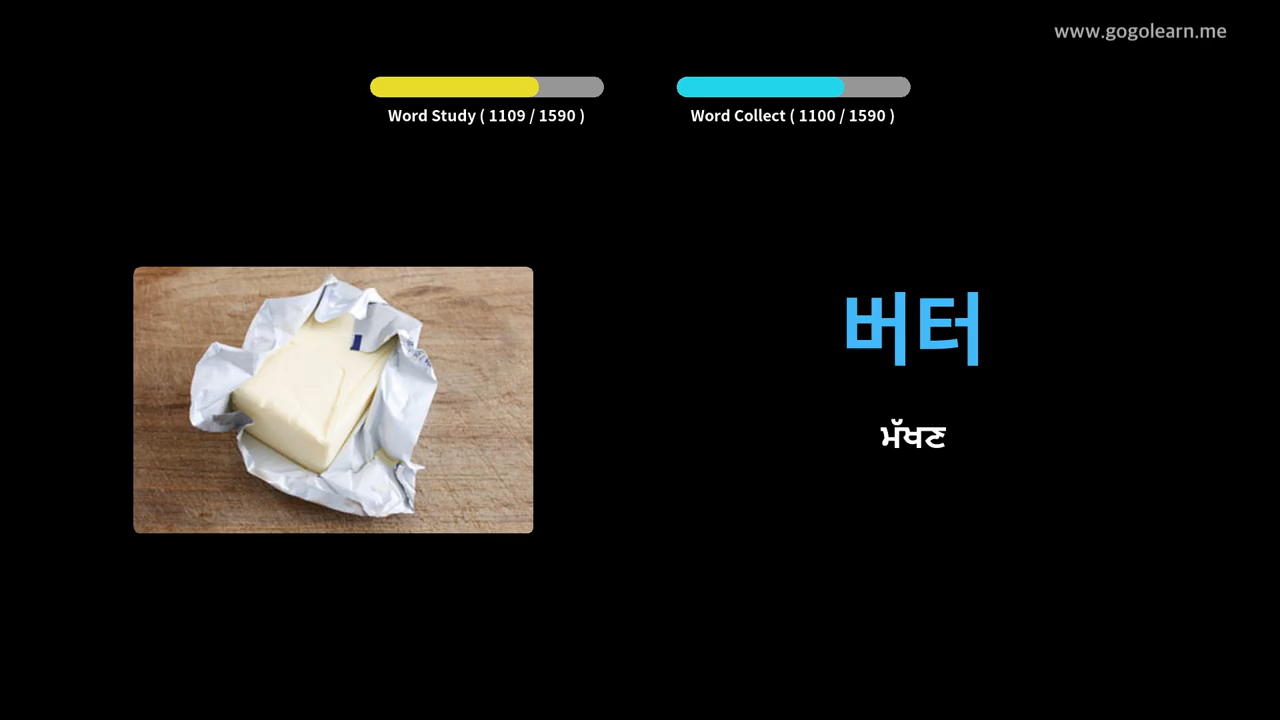 www.gogolearn.me
Word Study ( 1109 / 1590 )
Word Collect ( 1100 / 1590 )
버터
ਮੱਖਣ